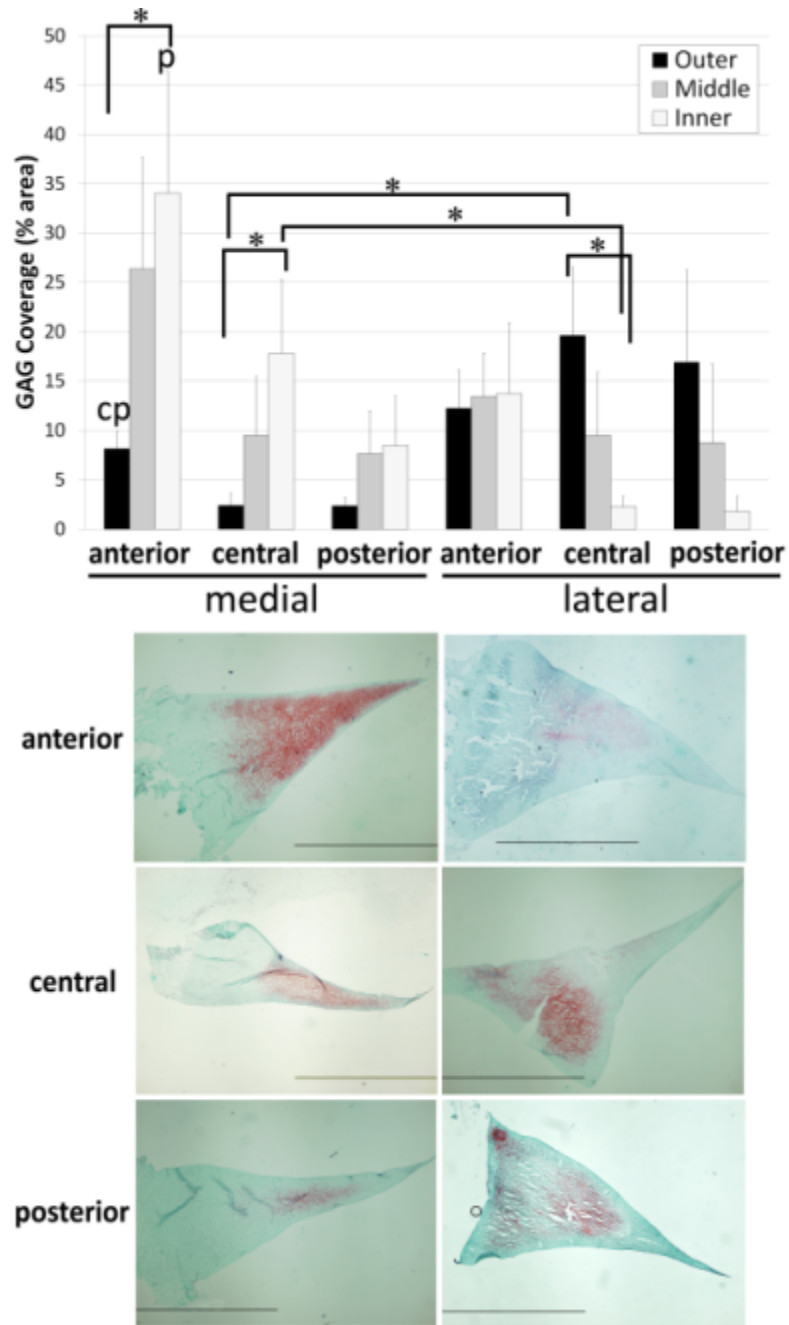 *
50
p
Outer
45
Middle
40
Inner
35
GAG Coverage (% area)
*
30
*
*
*
25
20
15
cp
10
5
0
anterior central posterior anterior central posterior
medial lateral
anterior
central
posterior